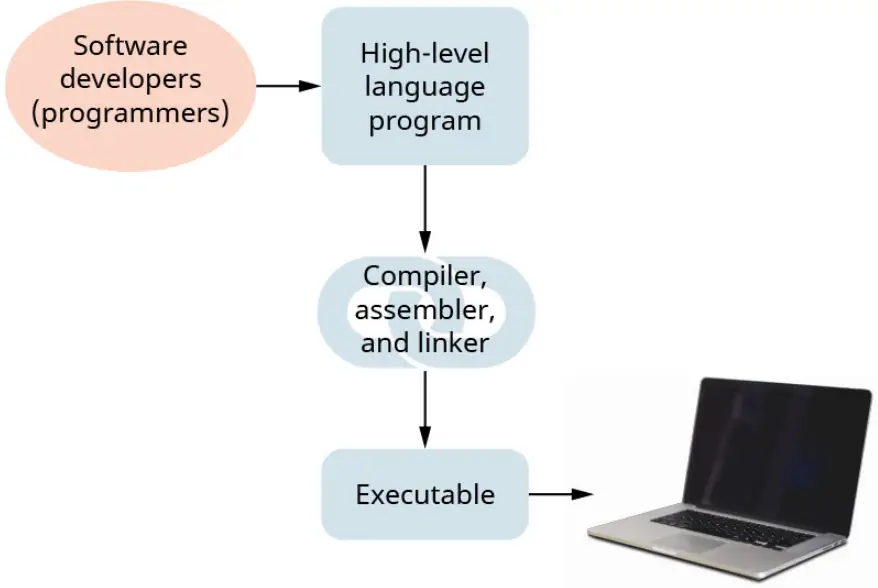 Software
developers
(programmers)
High-level
language
program
Compiler,
assembler,
and linker
Executable